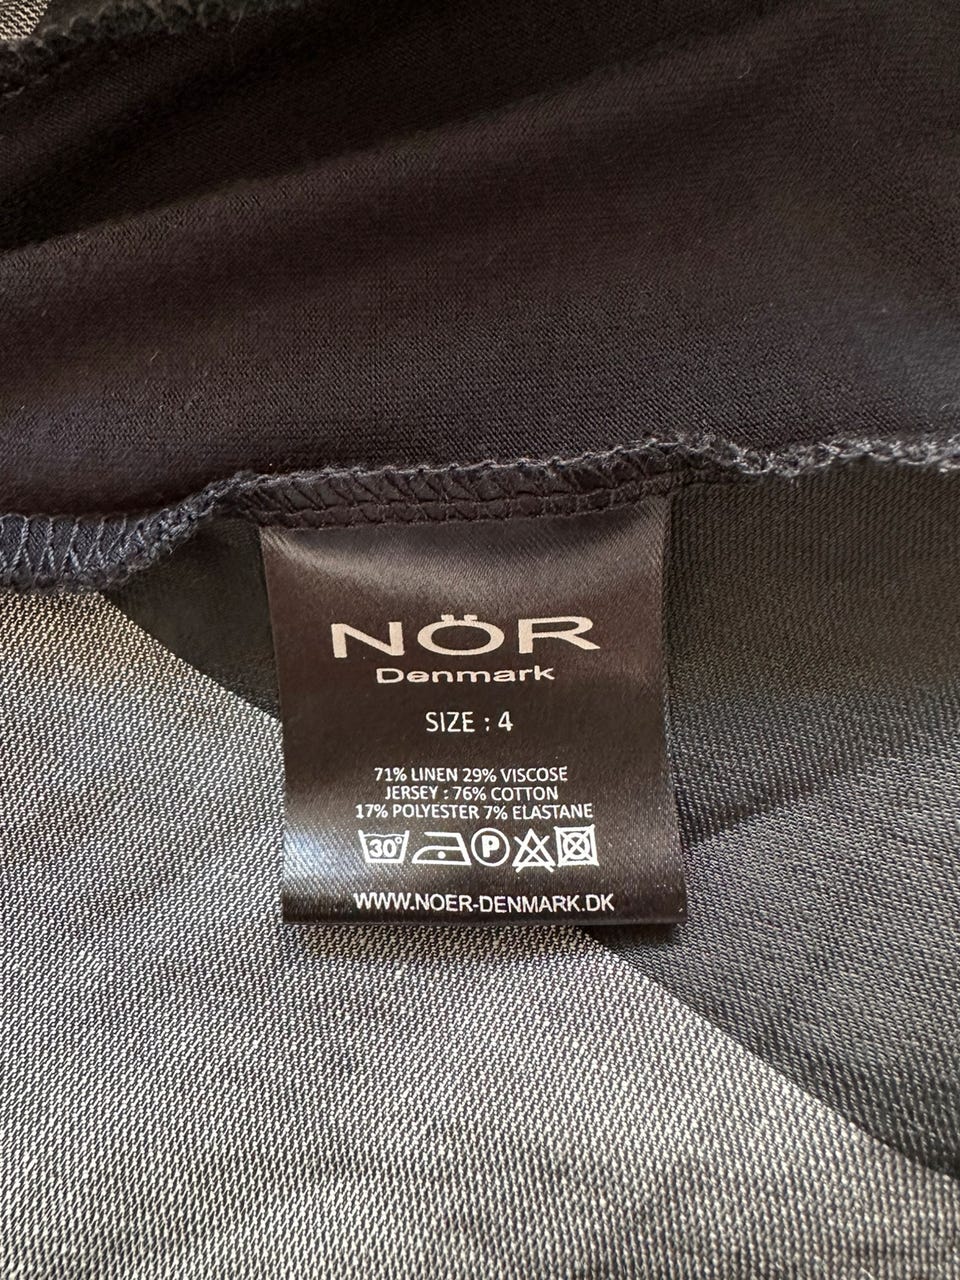 NÖR
Denmark
SIZE : 4
71% LINEN 29% VISCOSE
JERSEY : 76% COTTON
17% POLYESTER 7% ELASTANE
30° P
WWW.NOER-DENMARK.DK